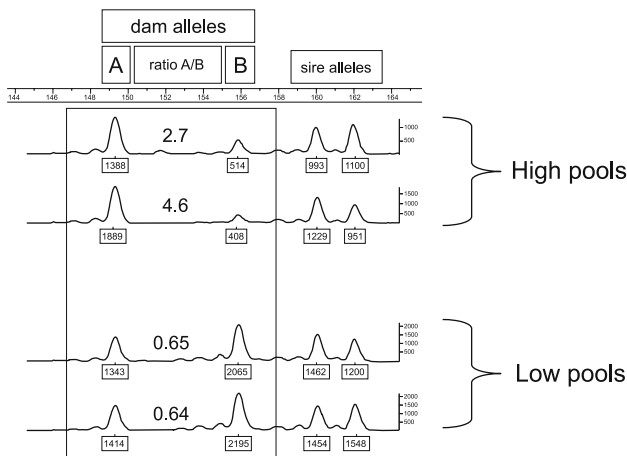 dam alleles
A ratio A/B B sire alleles
144 146 148 150 152 154 156 158 160 162 164
2.7
1000
500
1388 514 993 1100
High pools
4.6
1500
1000
500
1889 408 1229 951
0.65
2000
1500
1000
500
1343 2065 1462 1200
Low pools
0.64
2000
1500
1000
500
1414 2195 1454 1548